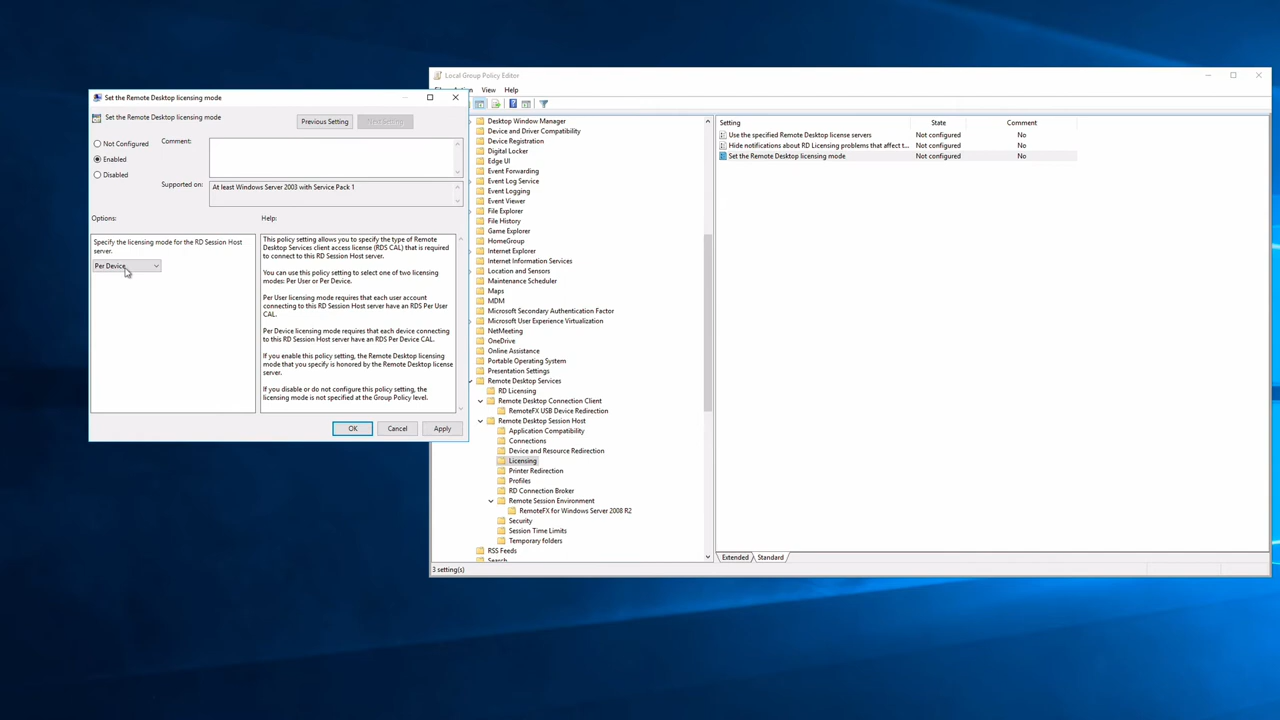 Set the Remote Desktop licensing mode
Set the Remote Desktop licensing mode
Previous Setting
Next Setting
Not Configured
Enabled
Disabled
Comment:
Supported on:
At least Windows Server 2003 with Service Pack 1
Options:
Help:
Specify the licensing mode for the RD Session Host
server.
Per Device
This policy setting allows you to specify the type of Remote
Desktop Services client access license (RDS CAL) that is required
to connect to this RD Session Host server.
You can use this policy setting to select one of two licensing
modes: Per User or Per Device.
Per User licensing mode requires that each user account
connecting to this RD Session Host server have an RDS Per User
CAL.
Per Device licensing mode requires that each device connecting
to this RD Session Host server have an RDS Per Device CAL.
If you enable this policy setting, the Remote Desktop licensing
mode that you specify is honored by the Remote Desktop license
server.
If you disable or do not configure this policy setting, the
licensing mode is not specified at the Group Policy level.
OK
Cancel
Apply
Local Group Policy Editor
View
Help
Desktop Window Manager
Device and Driver Compatibility
Device Registration
Digital Locker
Edge UI
Event Forwarding
Event Log Service
Event Logging
Event Viewer
File Explorer
File History
Game Explorer
HomeGroup
Internet Explorer
Internet Information Services
Location and Sensors
Maintenance Scheduler
Maps
MDM
Microsoft Secondary Authentication Factor
Microsoft User Experience Virtualization
NetMeeting
OneDrive
Online Assistance
Portable Operating System
Presentation Settings
Remote Desktop Services
RD Licensing
Remote Desktop Connection Client
RemoteFX USB Device Redirection
Remote Desktop Session Host
Application Compatibility
Connections
Device and Resource Redirection
Licensing
Printer Redirection
Profiles
RD Connection Broker
Remote Session Environment
RemoteFX for Windows Server 2008 R2
Security
Session Time Limits
Temporary folders
RSS Feeds
Search
Setting State Comment
Use the specified Remote Desktop license servers Not configured No
Hide notifications about RD Licensing problems that affect t... Not configured No
Set the Remote Desktop licensing mode Not configured No
Extended
Standard
3 setting(s)